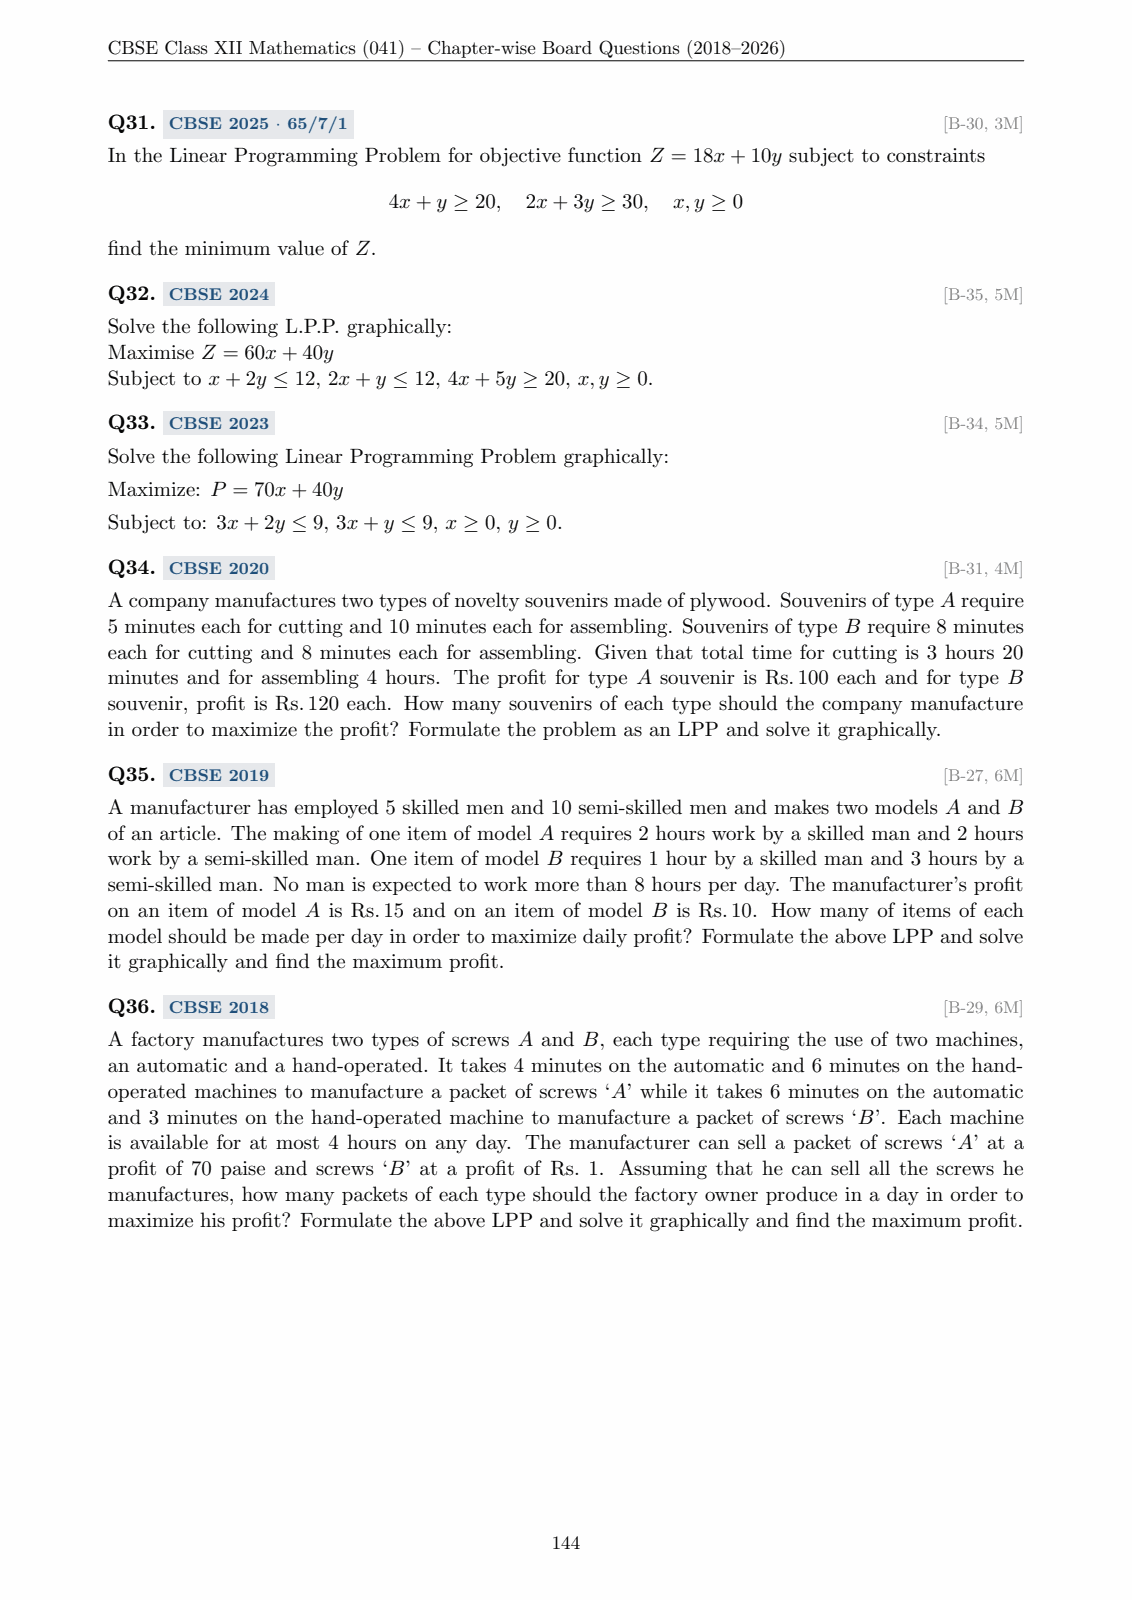 CBSE Class XII Mathematics (041) – Chapter-wise Board Questions (2018–2026)
Q31. CBSE 2025 · 65/7/1 [B-30, 3M]
In the Linear Programming Problem for objective function Z = 18x + 10y subject to constraints
4x + y ≥ 20, 2x + 3y ≥ 30, x, y ≥ 0
find the minimum value of Z.
Q32. CBSE 2024 [B-35, 5M]
Solve the following L.P.P. graphically:
Maximise Z = 60x + 40y
Subject to x + 2y ≤ 12, 2x + y ≤ 12, 4x + 5y ≥ 20, x, y ≥ 0.
Q33. CBSE 2023 [B-34, 5M]
Solve the following Linear Programming Problem graphically:
Maximize: P = 70x + 40y
Subject to: 3x + 2y ≤ 9, 3x + y ≤ 9, x ≥ 0, y ≥ 0.
Q34. CBSE 2020 [B-31, 4M]
A company manufactures two types of novelty souvenirs made of plywood. Souvenirs of type A require
5 minutes each for cutting and 10 minutes each for assembling. Souvenirs of type B require 8 minutes
each for cutting and 8 minutes each for assembling. Given that total time for cutting is 3 hours 20
minutes and for assembling 4 hours. The profit for type A souvenir is Rs. 100 each and for type B
souvenir, profit is Rs. 120 each. How many souvenirs of each type should the company manufacture
in order to maximize the profit? Formulate the problem as an LPP and solve it graphically.
Q35. CBSE 2019 [B-27, 6M]
A manufacturer has employed 5 skilled men and 10 semi-skilled men and makes two models A and B
of an article. The making of one item of model A requires 2 hours work by a skilled man and 2 hours
work by a semi-skilled man. One item of model B requires 1 hour by a skilled man and 3 hours by a
semi-skilled man. No man is expected to work more than 8 hours per day. The manufacturer's profit
on an item of model A is Rs. 15 and on an item of model B is Rs. 10. How many of items of each
model should be made per day in order to maximize daily profit? Formulate the above LPP and solve
it graphically and find the maximum profit.
Q36. CBSE 2018 [B-29, 6M]
A factory manufactures two types of screws A and B, each type requiring the use of two machines,
an automatic and a hand-operated. It takes 4 minutes on the automatic and 6 minutes on the hand-
operated machines to manufacture a packet of screws ‘A’ while it takes 6 minutes on the automatic
and 3 minutes on the hand-operated machine to manufacture a packet of screws ‘B’. Each machine
is available for at most 4 hours on any day. The manufacturer can sell a packet of screws ‘A’ at a
profit of 70 paise and screws ‘B’ at a profit of Rs. 1. Assuming that he can sell all the screws he
manufactures, how many packets of each type should the factory owner produce in a day in order to
maximize his profit? Formulate the above LPP and solve it graphically and find the maximum profit.
144